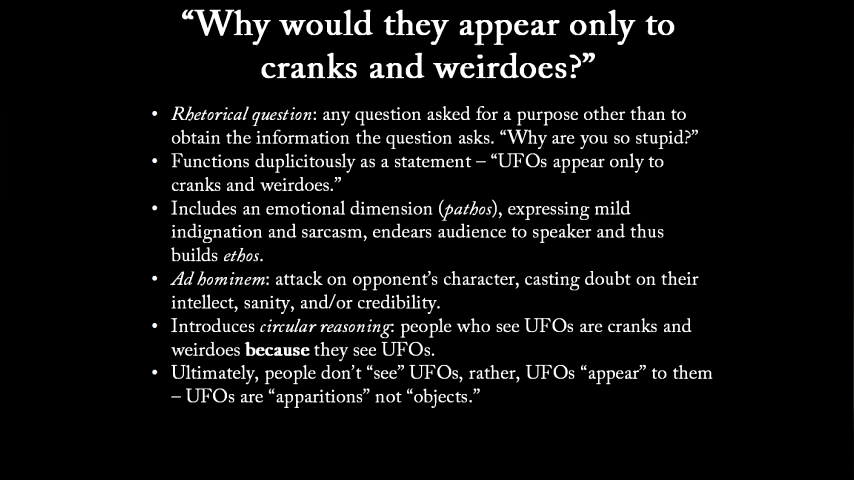 “Why would they appear only to
cranks and weirdoes?”
• Rhetorical question: any question asked for a purpose other than to
obtain the information the question asks. “Why are you so stupid?”
• Functions duplicitously as a statement – “UFOs appear only to
cranks and weirdoes.”
• Includes an emotional dimension (pathos), expressing mild
indignation and sarcasm, endears audience to speaker and thus
builds ethos.
• Ad hominem: attack on opponent’s character, casting doubt on their
intellect, sanity, and/or credibility.
• Introduces circular reasoning: people who see UFOs are cranks and
weirdoes because they see UFOs.
• Ultimately, people don’t “see” UFOs, rather, UFOs “appear” to them
– UFOs are “apparitions” not “objects.”